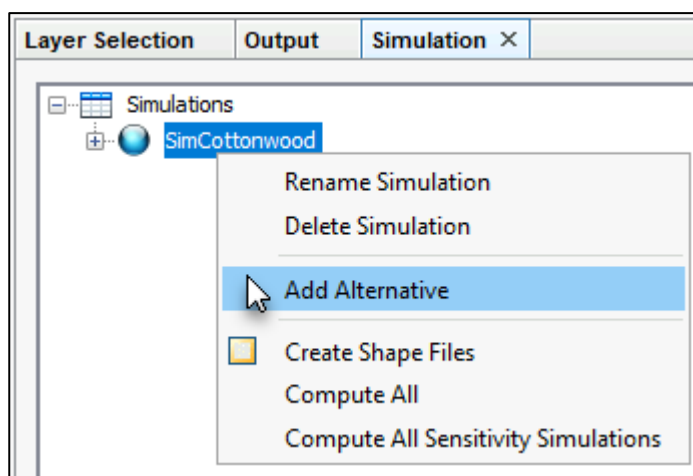 Layer Selection Output Simulation ×
Simulations
SimCottonwood
Rename Simulation
Delete Simulation
Add Alternative
Create Shape Files
Compute All
Compute All Sensitivity Simulations